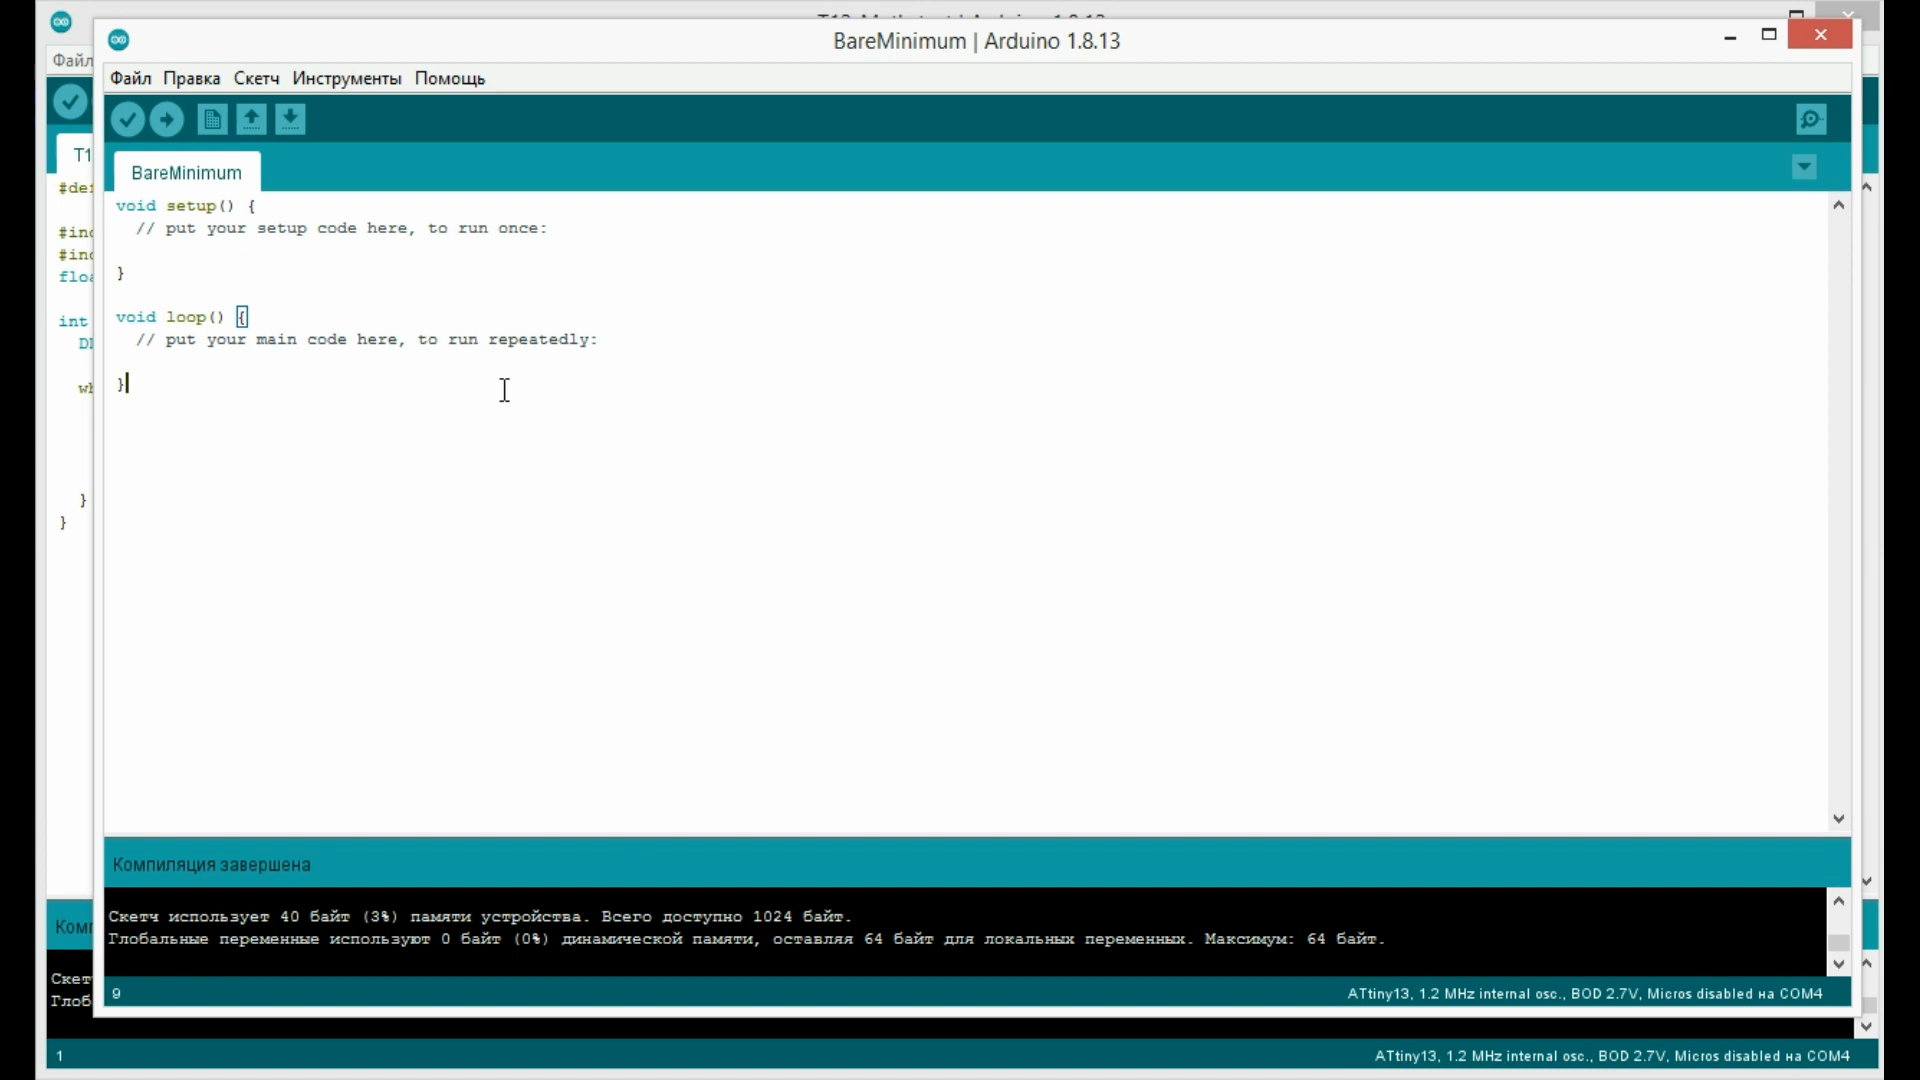 BareMinimum | Arduino 1.8.13
Файл Правка Скетч Инструменты Помощь
BareMinimum
void setup() {
// put your setup code here, to run once:
}
void loop() {
// put your main code here, to run repeatedly:
}
Компиляция завершена
Скетч использует 40 байт (3%) памяти устройства. Всего доступно 1024 байт.
Глобальные переменные используют 0 байт (0%) динамической памяти, оставляя 64 байт для локальных переменных. Максимум: 64 байт.
9
ATtiny13, 1.2 MHz internal osc., BOD 2.7V, Micros disabled на COM4
Файл
T1
#def
#inc
#inc
floa
int
wh
}
}
Комп
Скет
Глоб
1
ATtiny13, 1.2 MHz internal osc., BOD 2.7V, Micros disabled на COM4